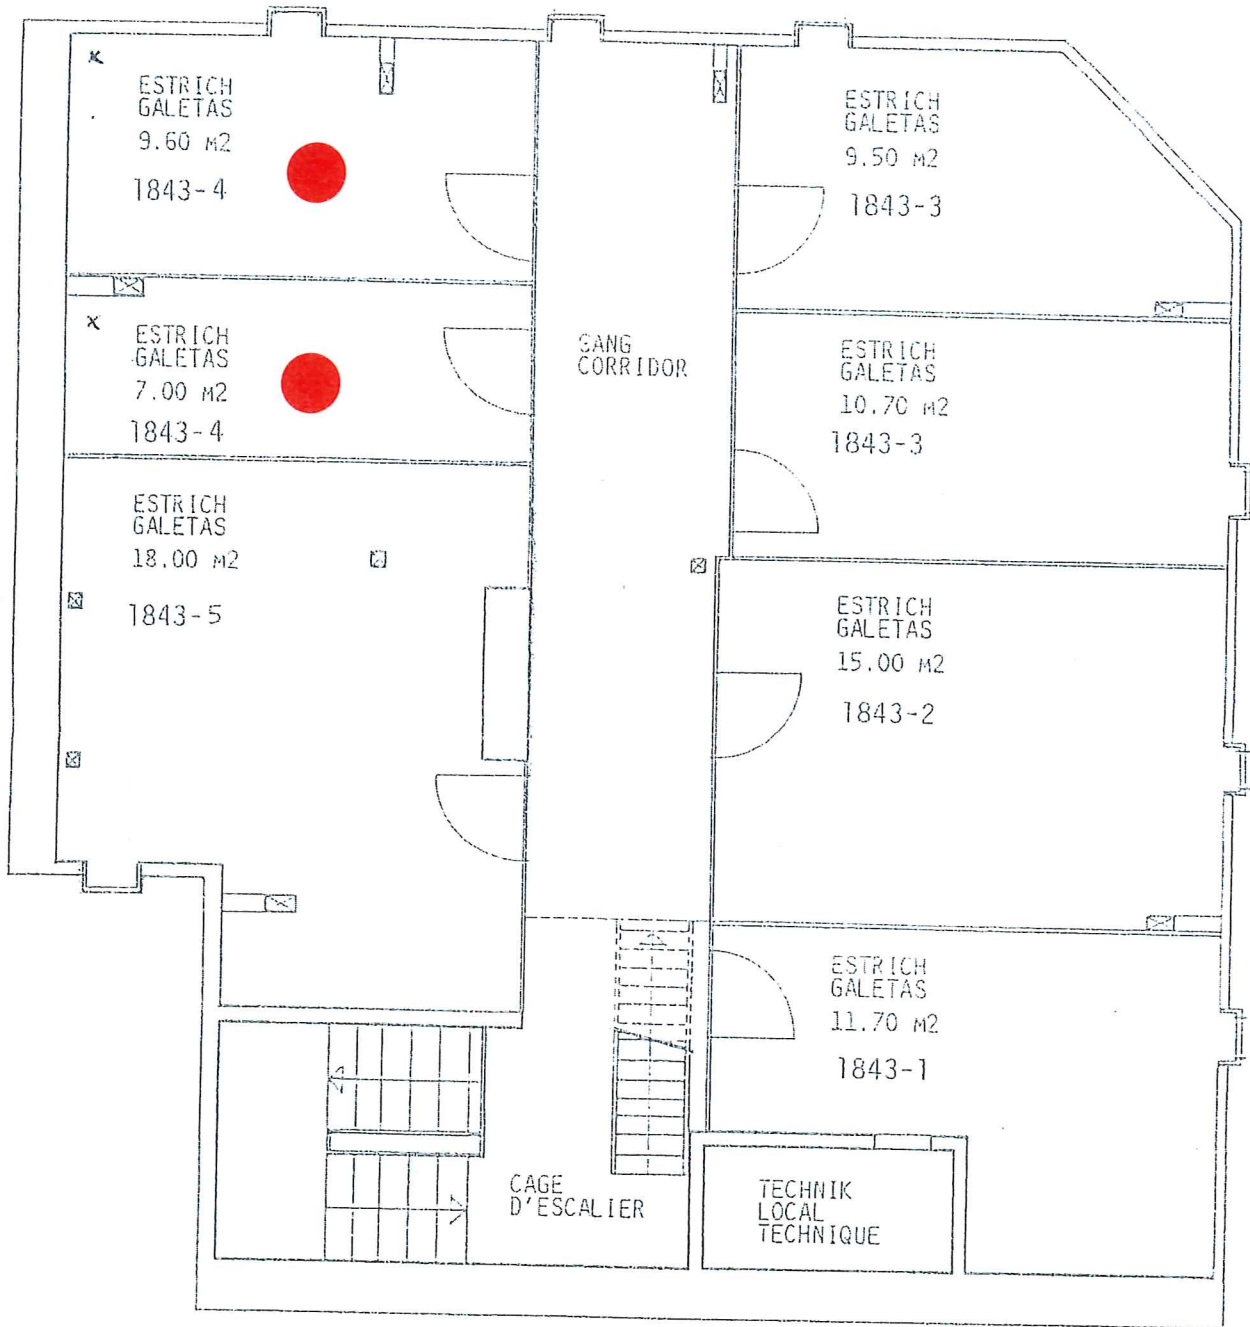 ESTRICH
GALETAS
9.60 M2
1843-4
ESTRICH
GALETAS
9.50 M2
1843-3
ESTRICH
GALETAS
7.00 M2
1843-4
GANG
CORRIDOR
ESTRICH
GALETAS
10.70 M2
1843-3
ESTRICH
GALETAS
18.00 M2
1843-5
ESTRICH
GALETAS
15.00 M2
1843-2
ESTRICH
GALETAS
11.70 M2
1843-1
CAGE
D'ESCALIER
TECHNIK
LOCAL
TECHNIQUE